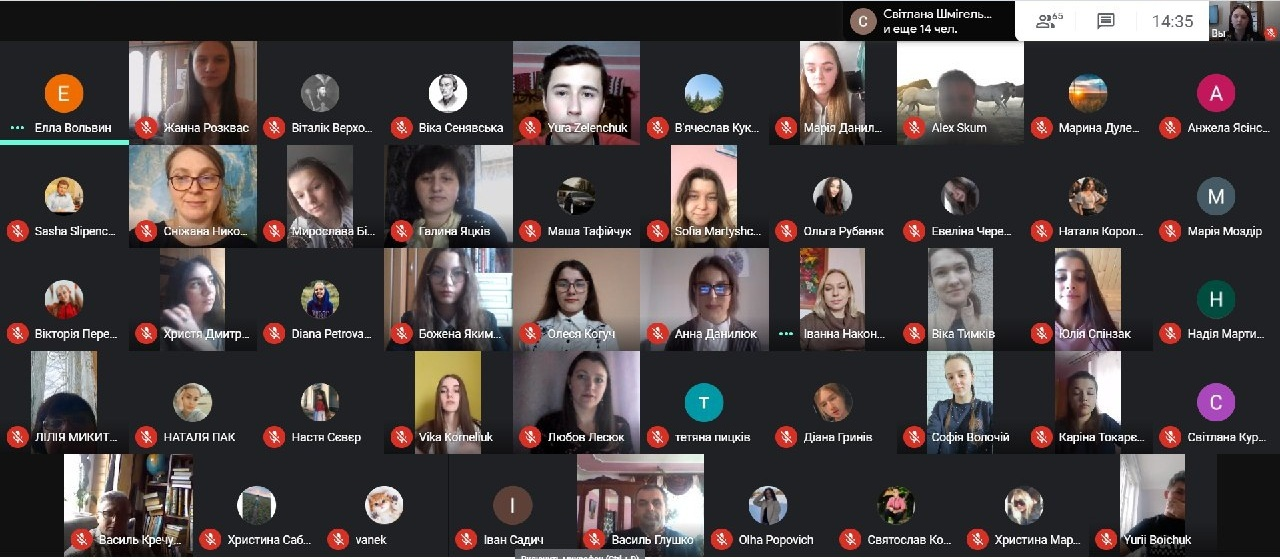 Світлана Шмігель...
и еще 14 чел.
65
14:35
Вы
Елла Вольвин
Жанна Розквас
Віталік Верхо...
Віка Сенявська
Yura Zelenchuk
В'ячеслав Кук...
Марія Данил...
Alex Skum
Марина Дуле...
Анжела Ясінс...
Sasha Slipenc...
Сніжана Нико...
Мирослава Бі...
Галина Яцків
Маша Тафійчук
Sofia Martyshc...
Ольга Рубаняк
Евеліна Чере...
Наталя Корол...
Марія Моздір
Вікторія Пере...
Христя Дмитр...
Diana Petrova...
Божена Яким...
Олеся Когуч
Анна Данилюк
Іванна Након...
Віка Тимків
Юлія Спінзак
Надія Марти...
ЛІЛІЯ МИКИТ...
НАТАЛЯ ПАК
Настя Сєвєр
Vika Korneliuk
Любов Лесюк
тетяна пицків
Діана Гринів
Софія Волочій
Каріна Токарє...
Світлана Кур...
Василь Кречу...
Христина Саб...
vanek
Іван Садич
Василь Глушко
Olha Popovich
Святослав Ко...
Христина Мар...
Yurii Boichuk